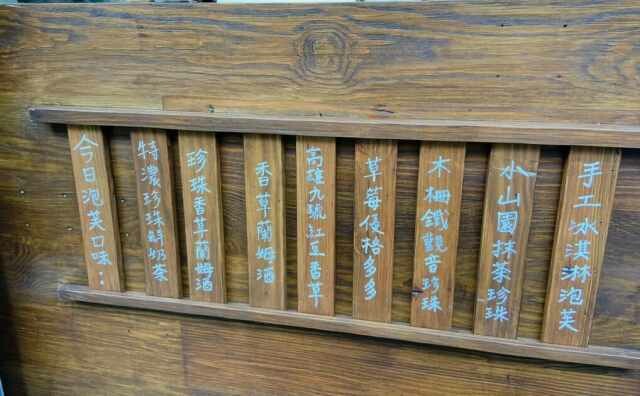 今日泡芙口味：
特濃珍珠鮮奶茶
珍珠香草蘭姆酒
香草蘭姆酒
高雄九號紅豆香草
草莓優格多多
木柵鐵觀音珍珠
小山園抹茶珍珠
手工冰淇淋泡芙